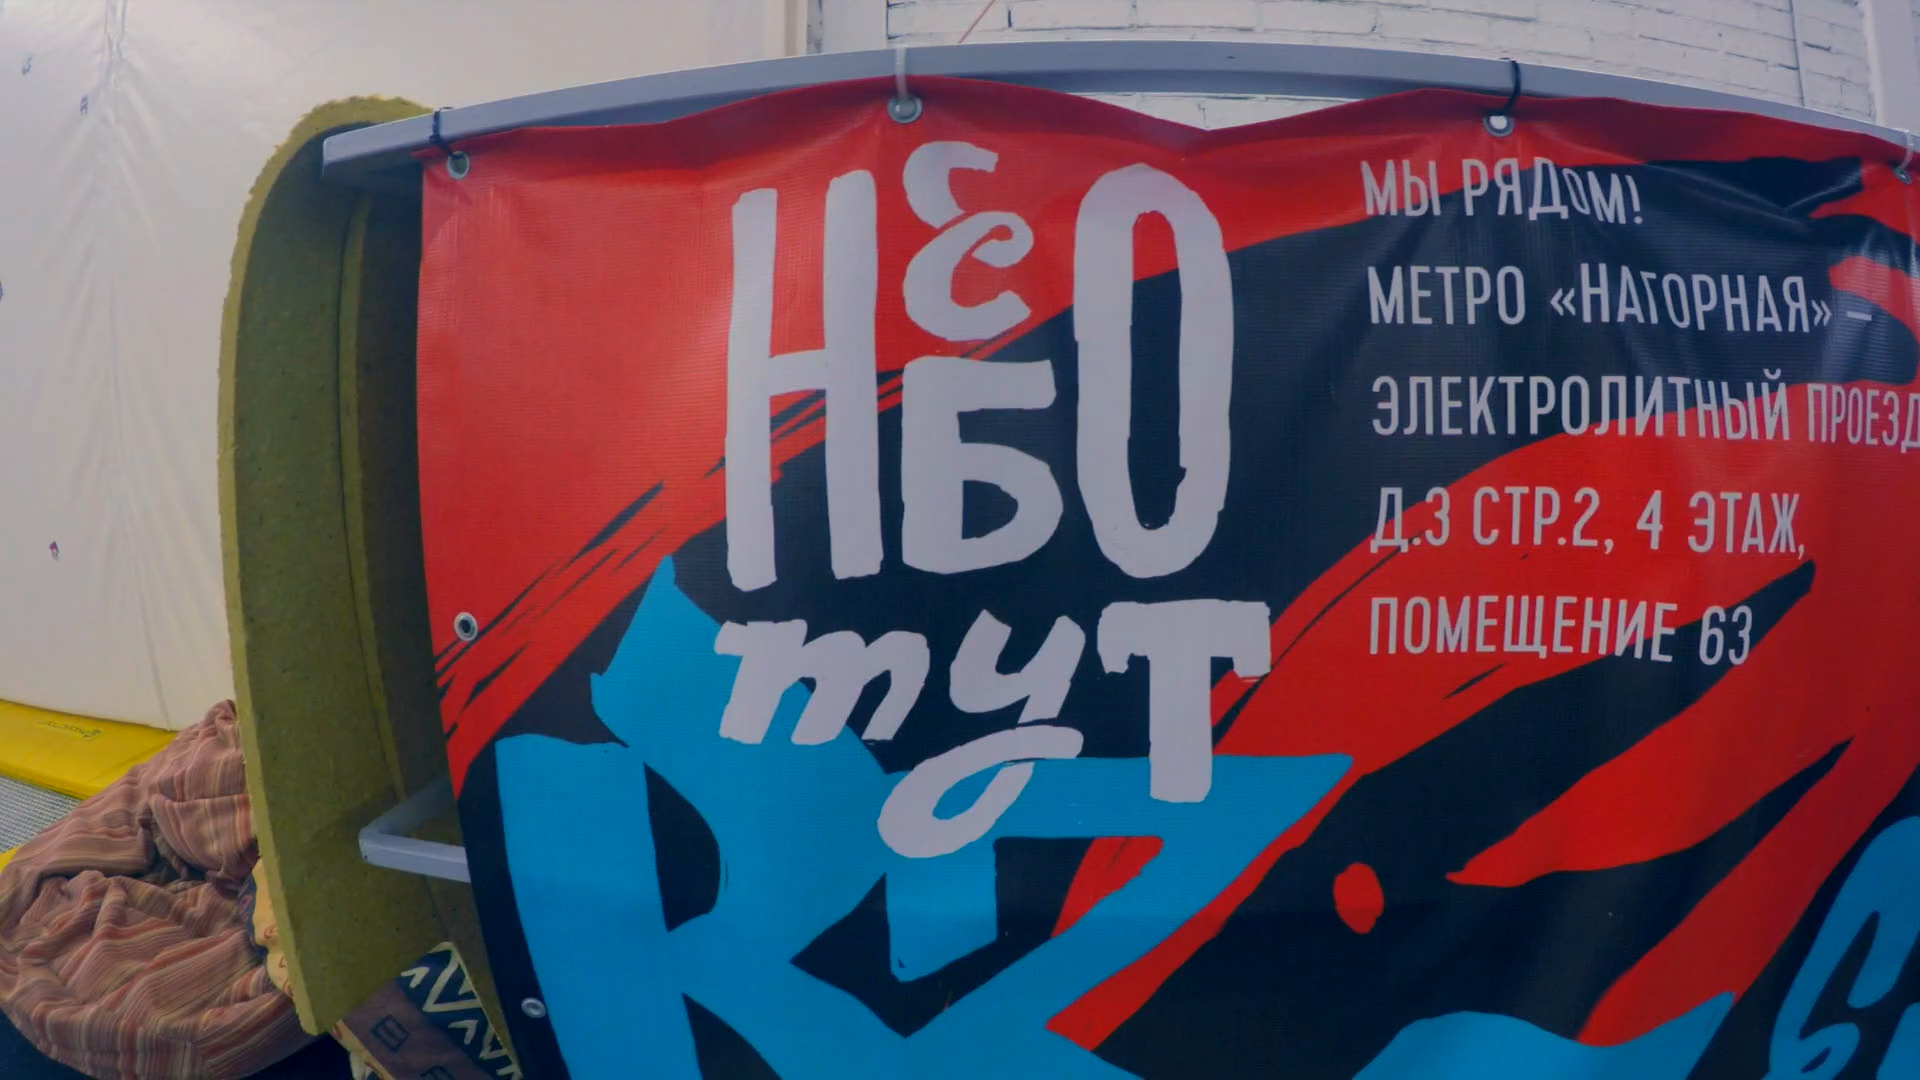 НЕБО
тут
МЫ РЯДОМ!
МЕТРО «НАГОРНАЯ» –
ЭЛЕКТРОЛИТНЫЙ ПРОЕЗД
Д.3 СТР.2, 4 ЭТАЖ,
ПОМЕЩЕНИЕ 63